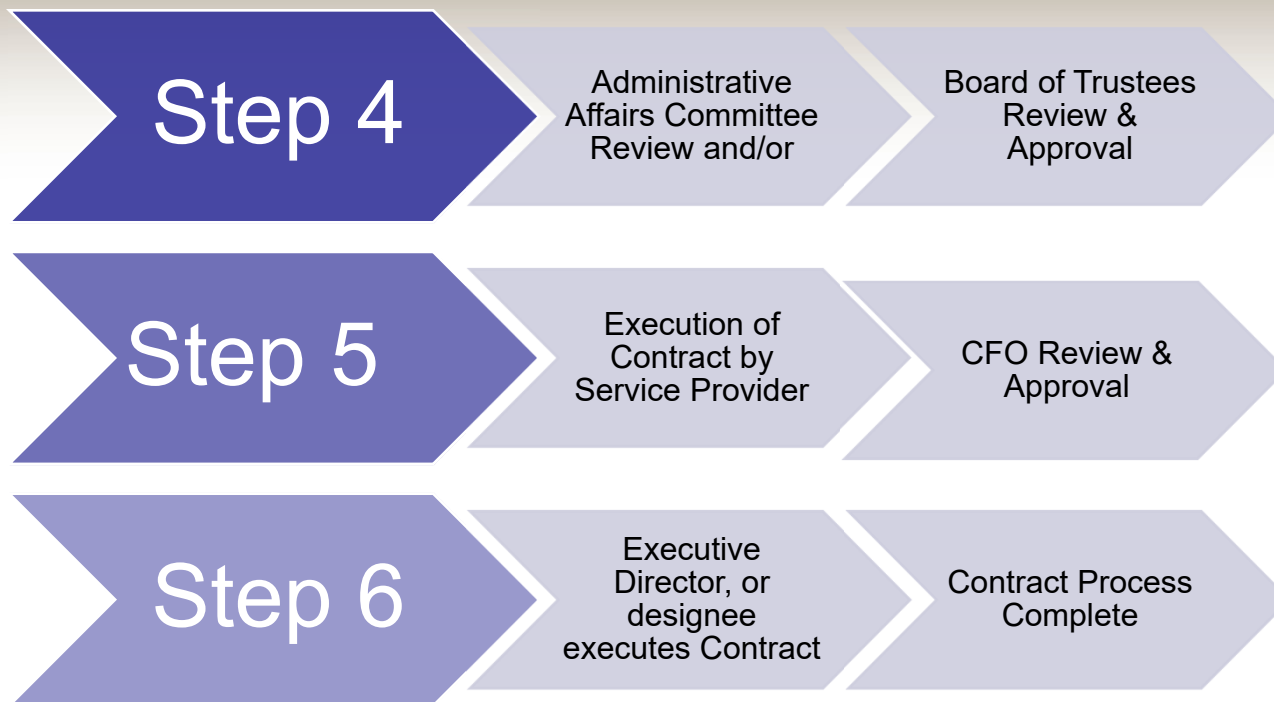 Step 4
Administrative
Affairs Committee
Review and/or
Board of Trustees
Review &
Approval
Step 5
Execution of
Contract by
Service Provider
CFO Review &
Approval
Step 6
Executive
Director, or
designee
executes Contract
Contract Process
Complete